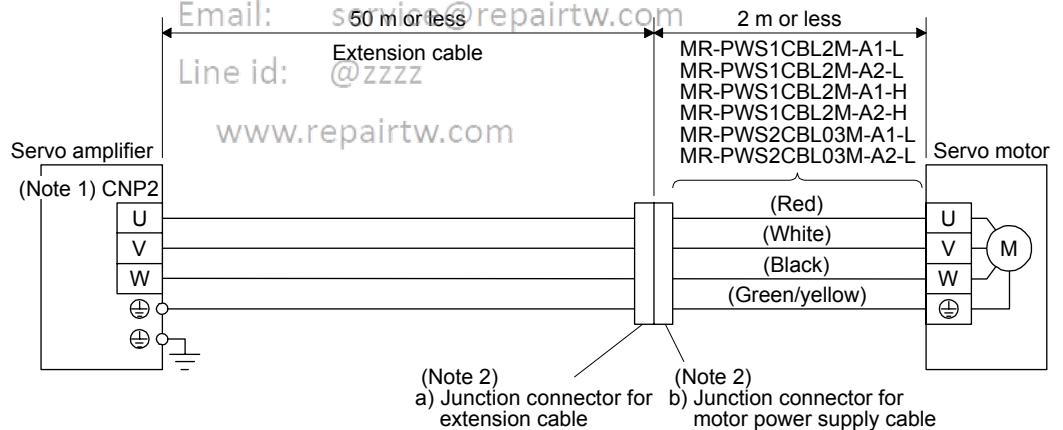 Email: service@repairtw.com
50 m or less
2 m or less
Extension cable
Line id: @zzzz
www.repairtw.com
MR-PWS1CBL2M-A1-L
MR-PWS1CBL2M-A2-L
MR-PWS1CBL2M-A1-H
MR-PWS1CBL2M-A2-H
MR-PWS2CBL03M-A1-L
MR-PWS2CBL03M-A2-L
Servo amplifier
Servo motor
(Note 1) CNP2
U
V
W
(Red)
(White)
(Black)
(Green/yellow)
U
V
W
M
(Note 2)
a) Junction connector for
extension cable
(Note 2)
b) Junction connector for
motor power supply cable